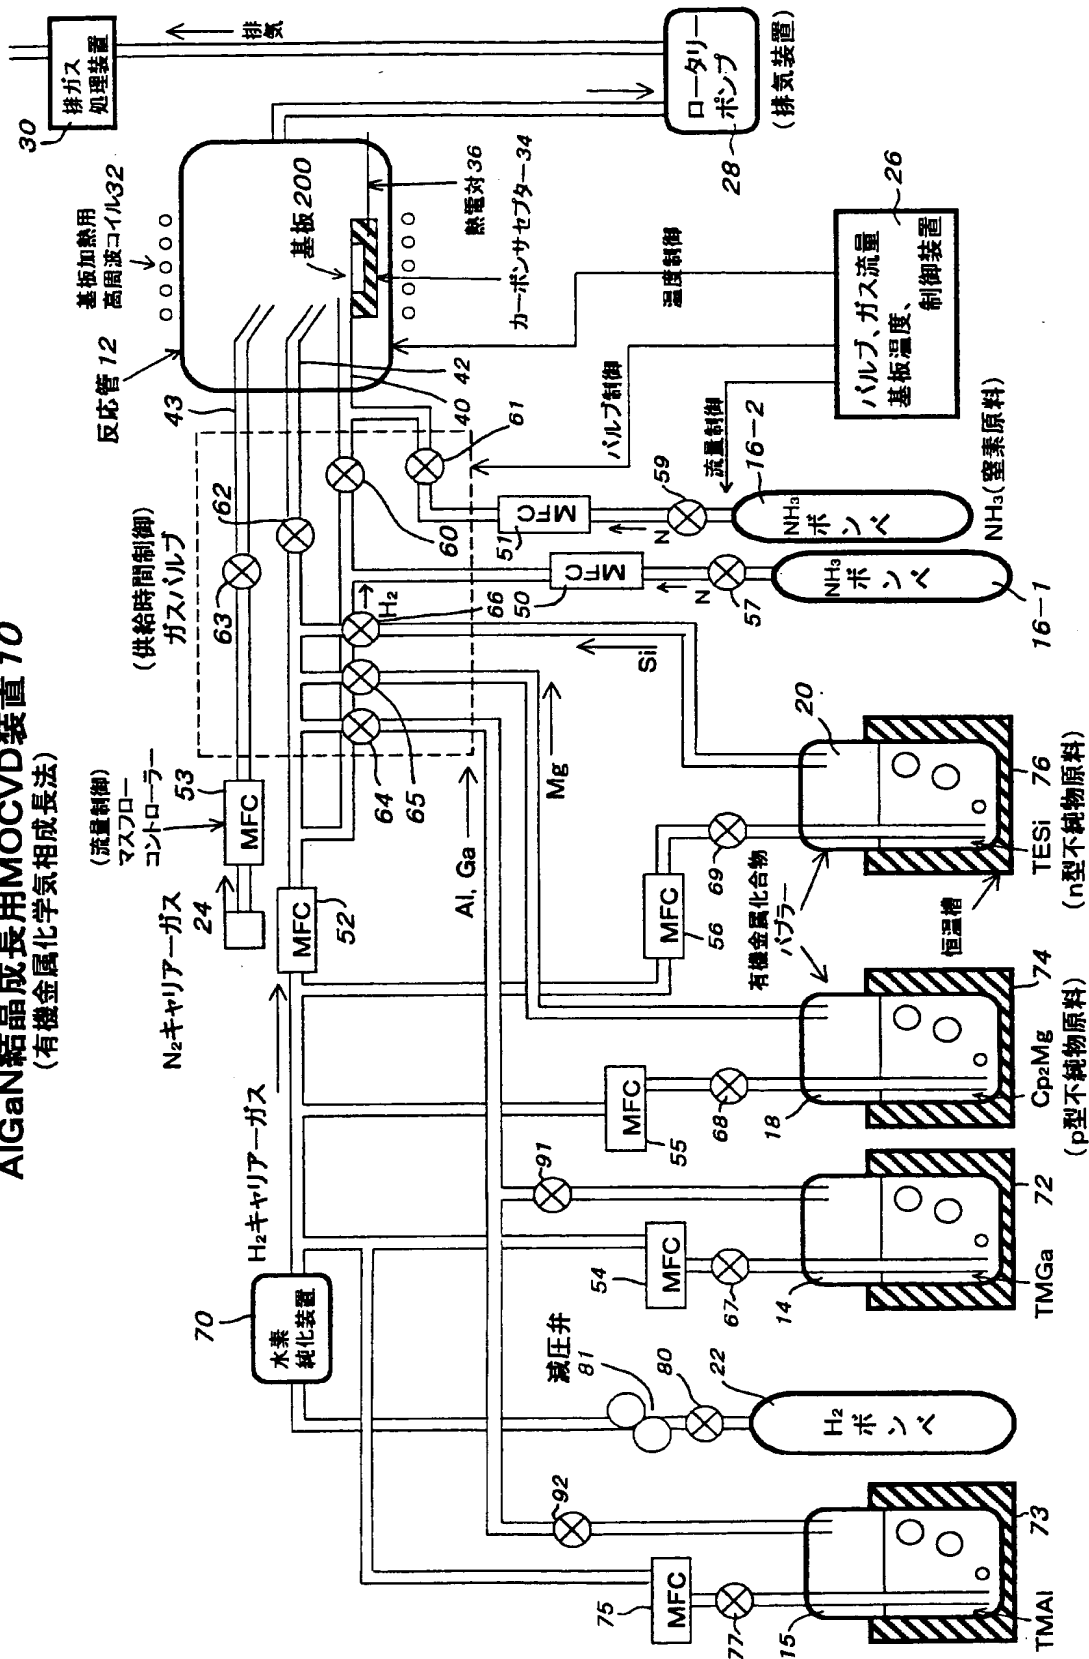 AlGaN結晶成長用MOCVD装置 10
(有機金属化学気相成長法)
30
排ガス
処理装置
排気
基板加熱用
高周波コイル32
反応管 12
基板200
熱電対36
カーボンサセプター34
ロータリー
ポンプ
28
(排気装置)
43
42
40
温度制御
26
バルブ、ガス流量
基板温度、
制御装置
(供給時間制御)
ガスバルブ
62
63
61
60
バルブ制御
流量制御
H₂
66
65
64
51
MFC
50
MFC
N
59
N
57
16-2
NH₃
ボンベ
NH₃(窒素原料)
NH₃
ボンベ
16-1
(流量制御)
マスフロー
コントローラー
53
MFC
24
N₂キャリアーガス
MFC
52
Al, Ga
Mg
Sil
69
MFC
56
有機金属化合物
バブラー
20
76
TESi
(n型不純物原料)
恒温槽
H₂キャリアーガス
70
水素
純化装置
MFC
55
68
18
74
Cp₂Mg
(p型不純物原料)
91
54
MFC
67
14
72
TMGa
減圧弁
81
80
22
H₂
ボンベ
92
75
MFC
77
15
73
TMAl